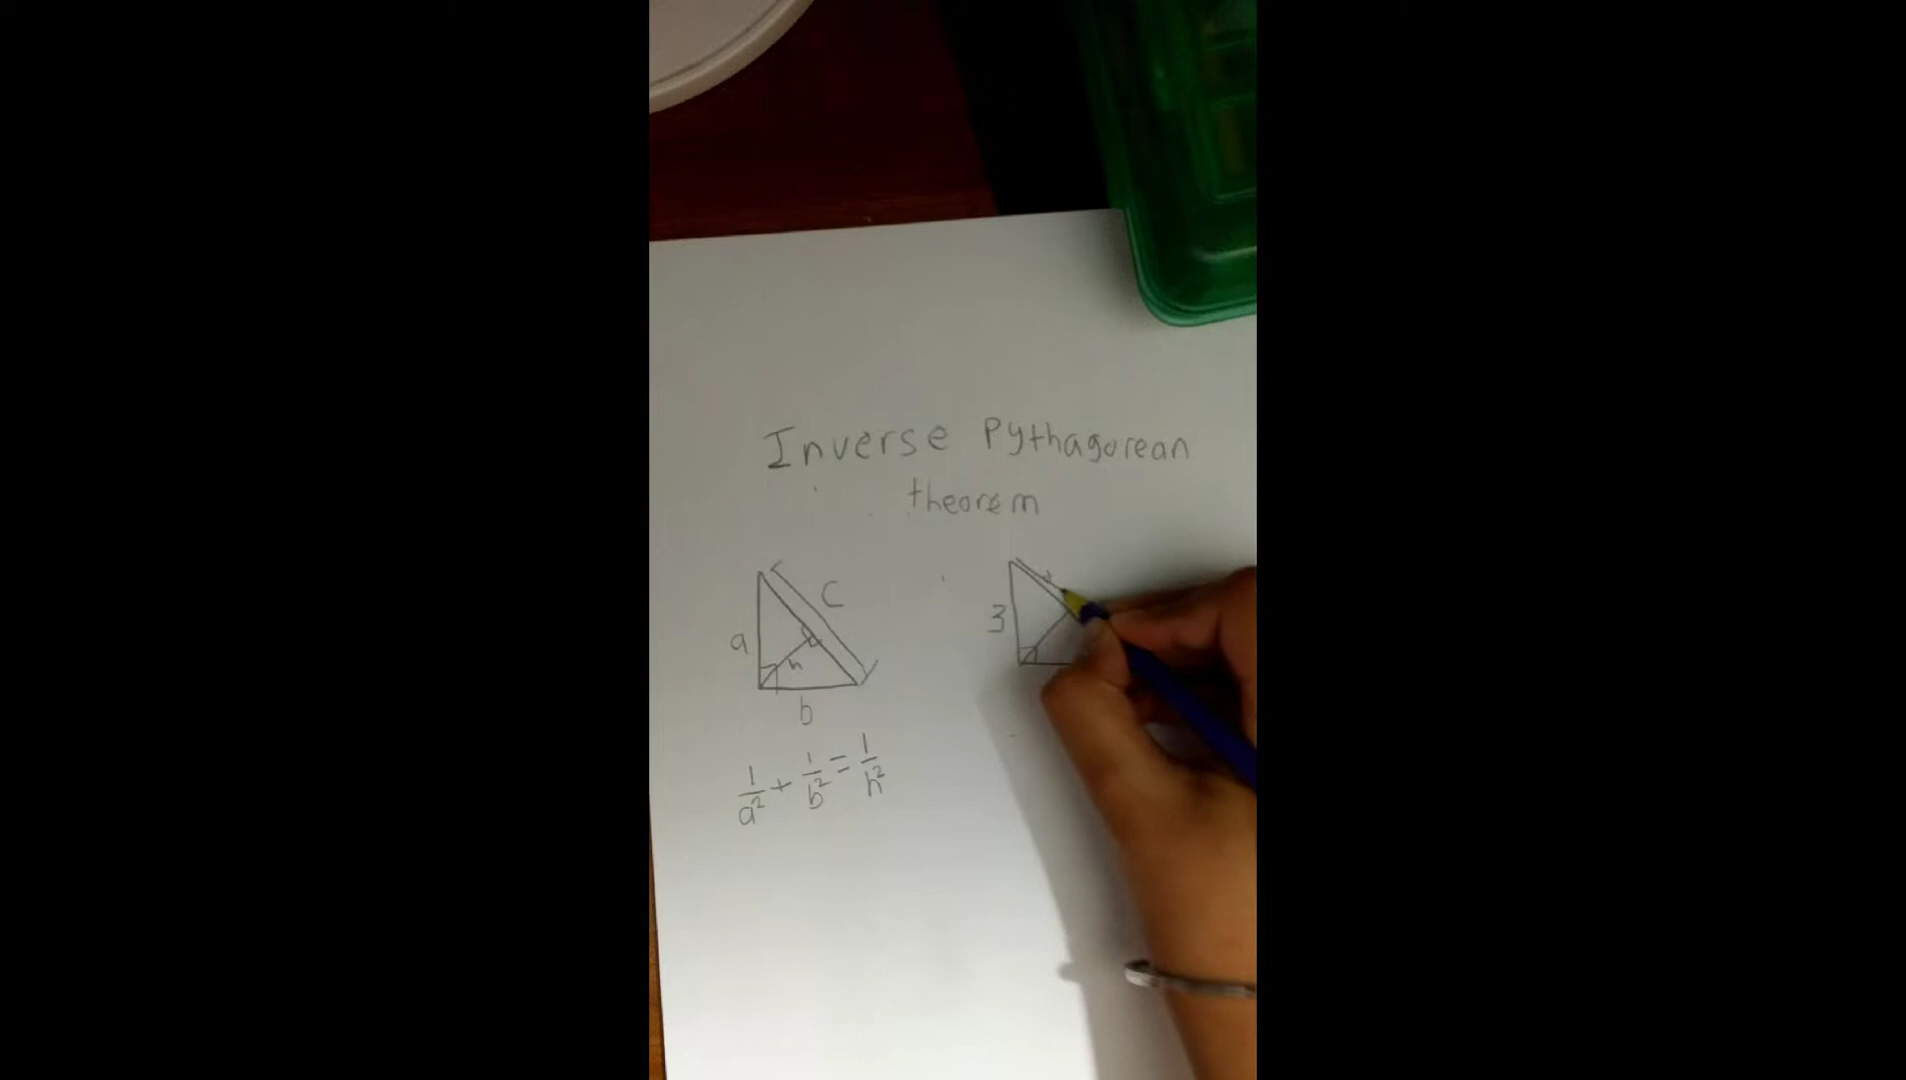 Inverse Pythagorean
theorem
C
a
h
b
3
1/a² + 1/b² = 1/h²